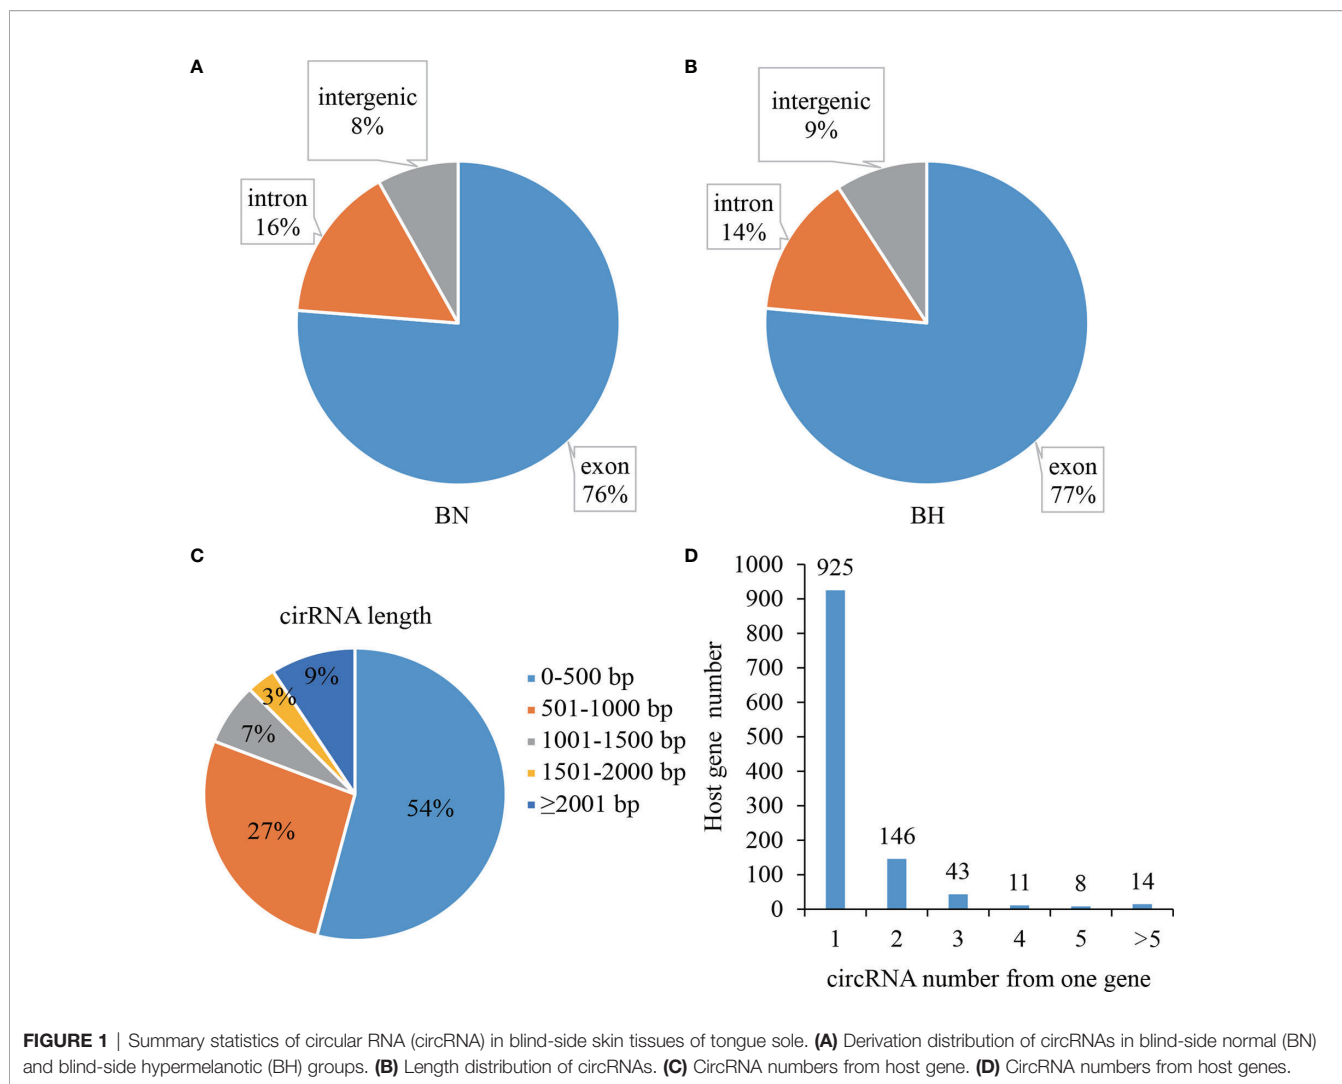 A
intergenic
8%
intron
16%
exon
76%
BN
B
intergenic
9%
intron
14%
exon
77%
BH
C
cirRNA length
9%
3%
7%
27%
54%
0-500 bp
501-1000 bp
1001-1500 bp
1501-2000 bp
≥2001 bp
D
Host gene number
1000
900
800
700
600
500
400
300
200
100
0
925
146
43
11
8
14
1 2 3 4 5 >5
circRNA number from one gene
FIGURE 1 | Summary statistics of circular RNA (circRNA) in blind-side skin tissues of tongue sole. (A) Derivation distribution of circRNAs in blind-side normal (BN)
and blind-side hypermelanotic (BH) groups. (B) Length distribution of circRNAs. (C) CircRNA numbers from host gene. (D) CircRNA numbers from host genes.